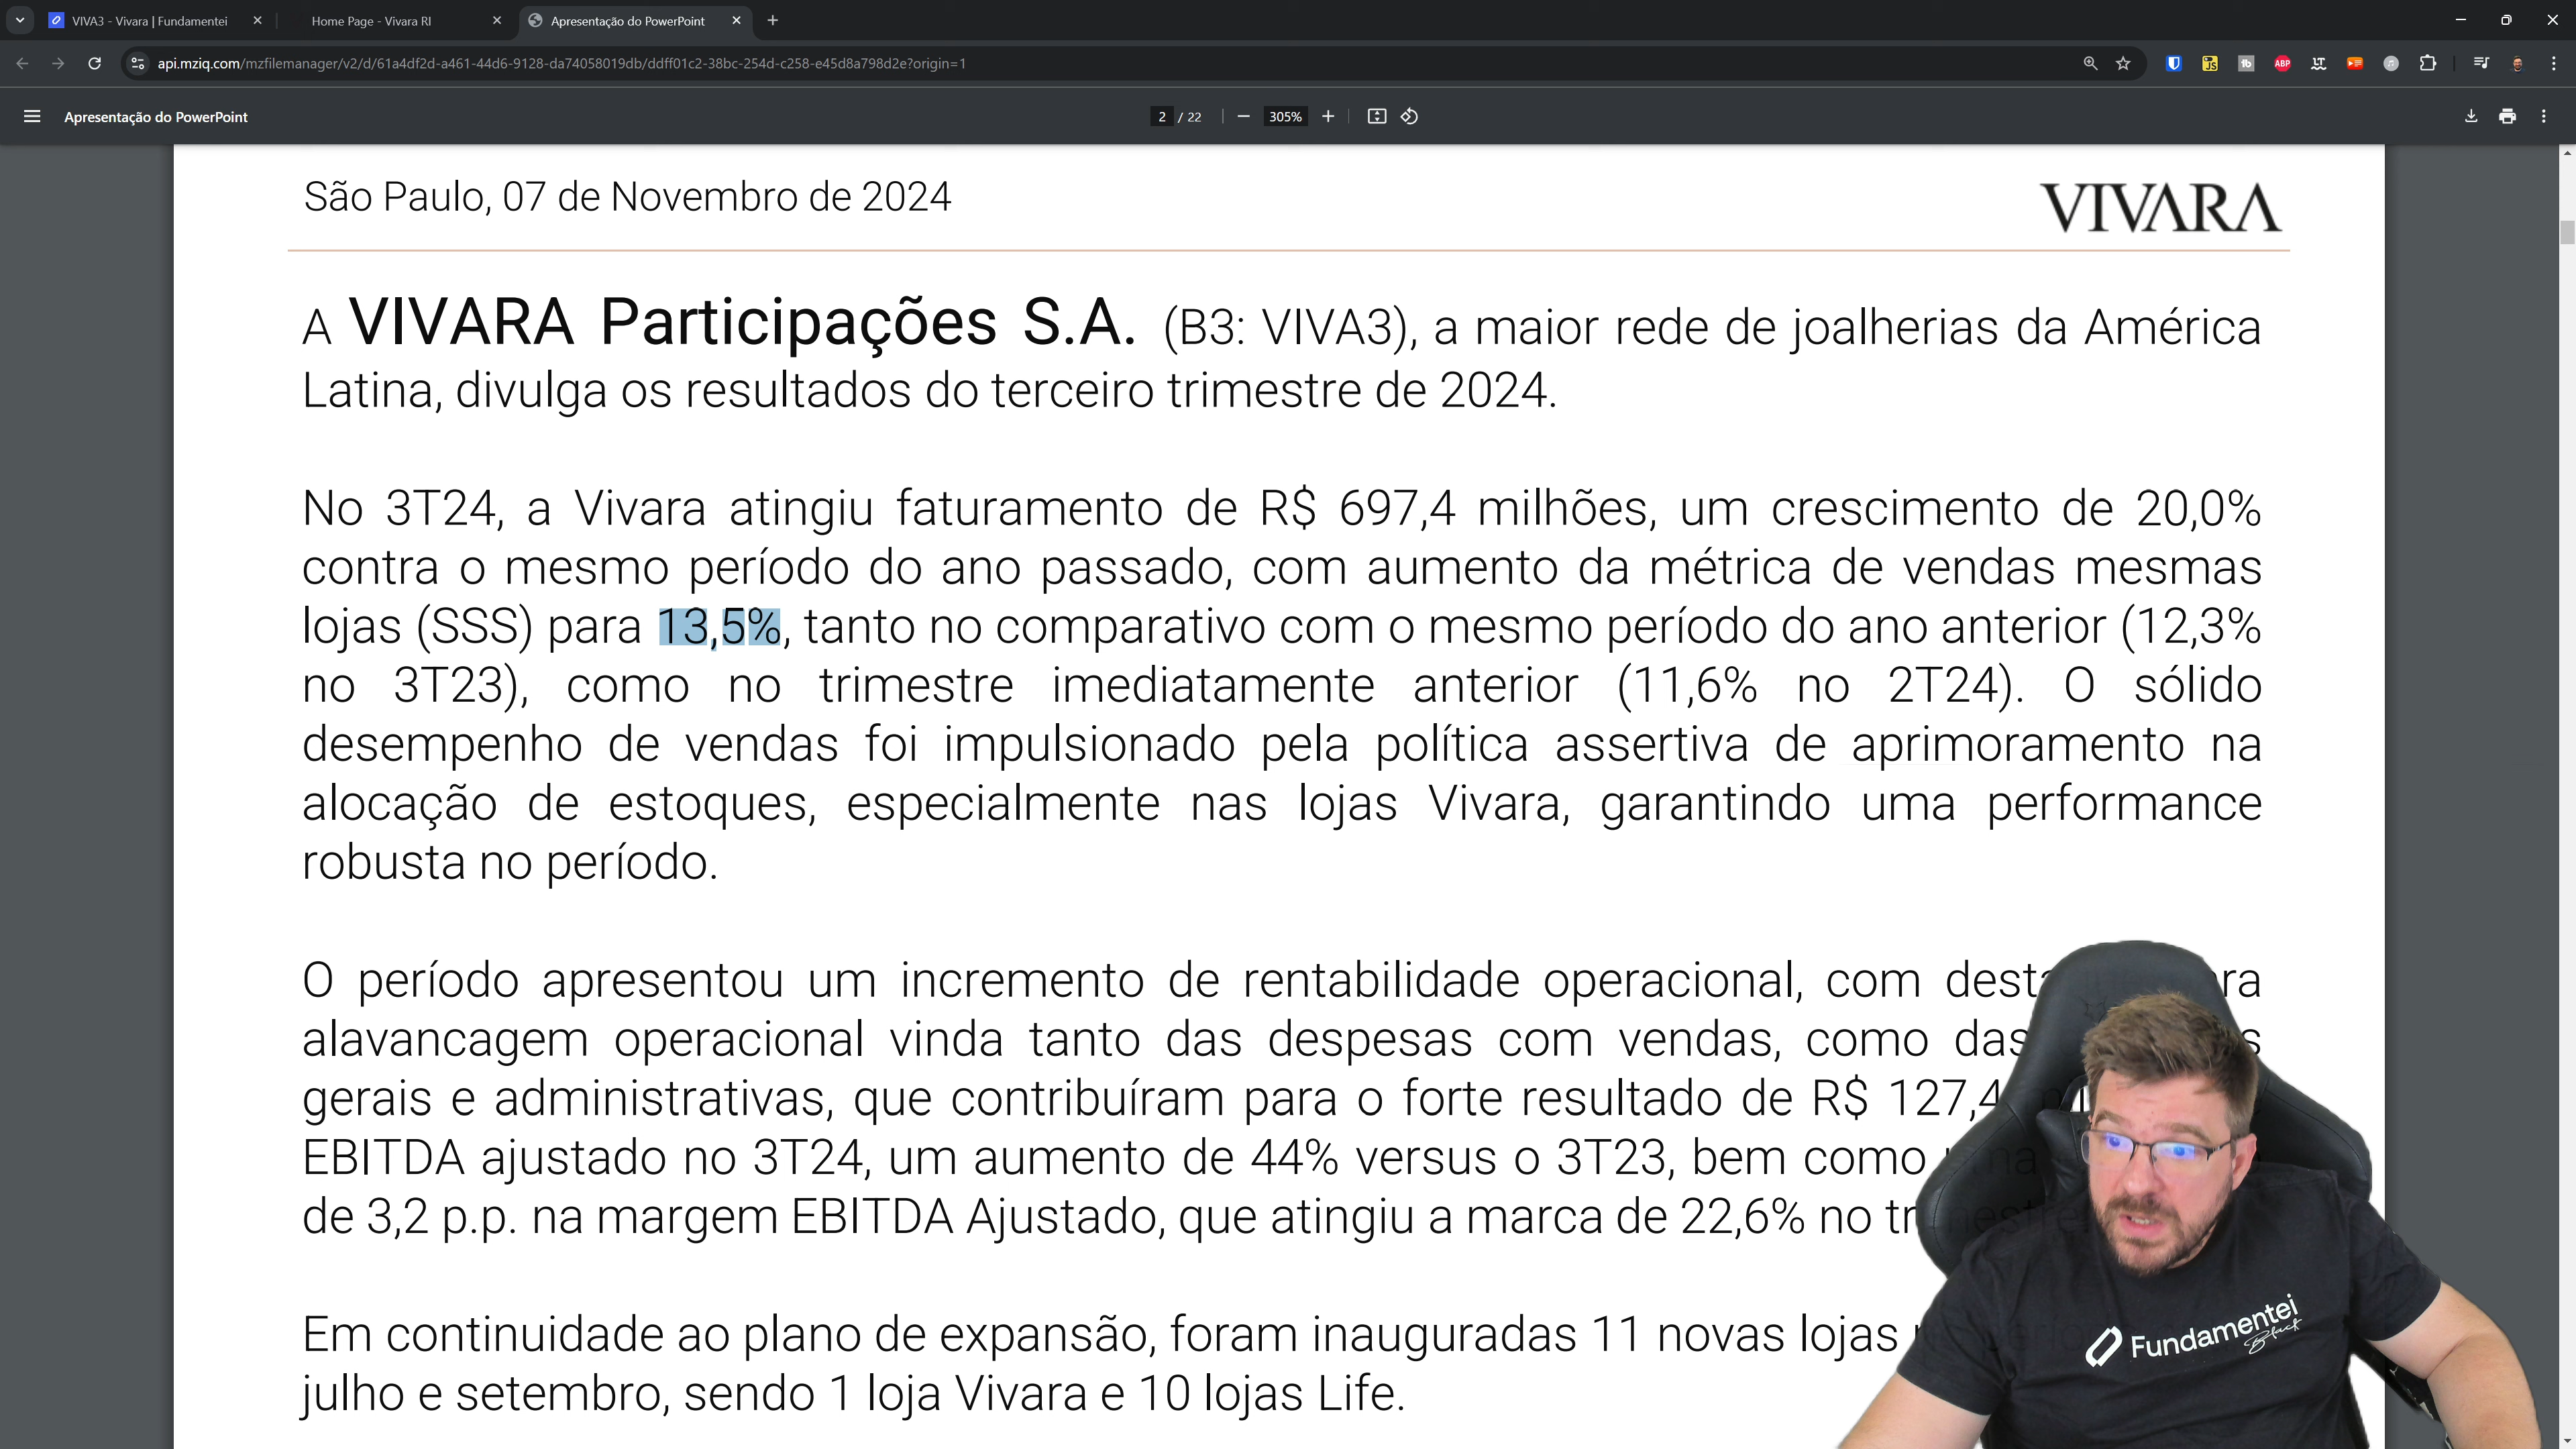 VIVA3 - Vivara | Fundamentei
Home Page - Vivara RI
Apresentação do PowerPoint
api.mziq.com/mzfilemanager/v2/d/61a4df2d-a461-44d6-9128-da74058019db/ddff01c2-38bc-254d-c258-e45d8a798d2e?origin=1
Apresentação do PowerPoint
2 / 22
305%
São Paulo, 07 de Novembro de 2024
VIVARA
A VIVARA Participações S.A. (B3: VIVA3), a maior rede de joalherias da América
Latina, divulga os resultados do terceiro trimestre de 2024.
No 3T24, a Vivara atingiu faturamento de R$ 697,4 milhões, um crescimento de 20,0%
contra o mesmo período do ano passado, com aumento da métrica de vendas mesmas
lojas (SSS) para 13,5%, tanto no comparativo com o mesmo período do ano anterior (12,3%
no 3T23), como no trimestre imediatamente anterior (11,6% no 2T24). O sólido
desempenho de vendas foi impulsionado pela política assertiva de aprimoramento na
alocação de estoques, especialmente nas lojas Vivara, garantindo uma performance
robusta no período.
O período apresentou um incremento de rentabilidade operacional, com
alavancagem operacional vinda tanto das despesas com vendas, como das
gerais e administrativas, que contribuíram para o forte resultado de R$ 127,4
EBITDA ajustado no 3T24, um aumento de 44% versus o 3T23, bem como
de 3,2 p.p. na margem EBITDA Ajustado, que atingiu a marca de 22,6% no
Em continuidade ao plano de expansão, foram inauguradas 11 novas lojas
julho e setembro, sendo 1 loja Vivara e 10 lojas Life.
Fundamentei
Black